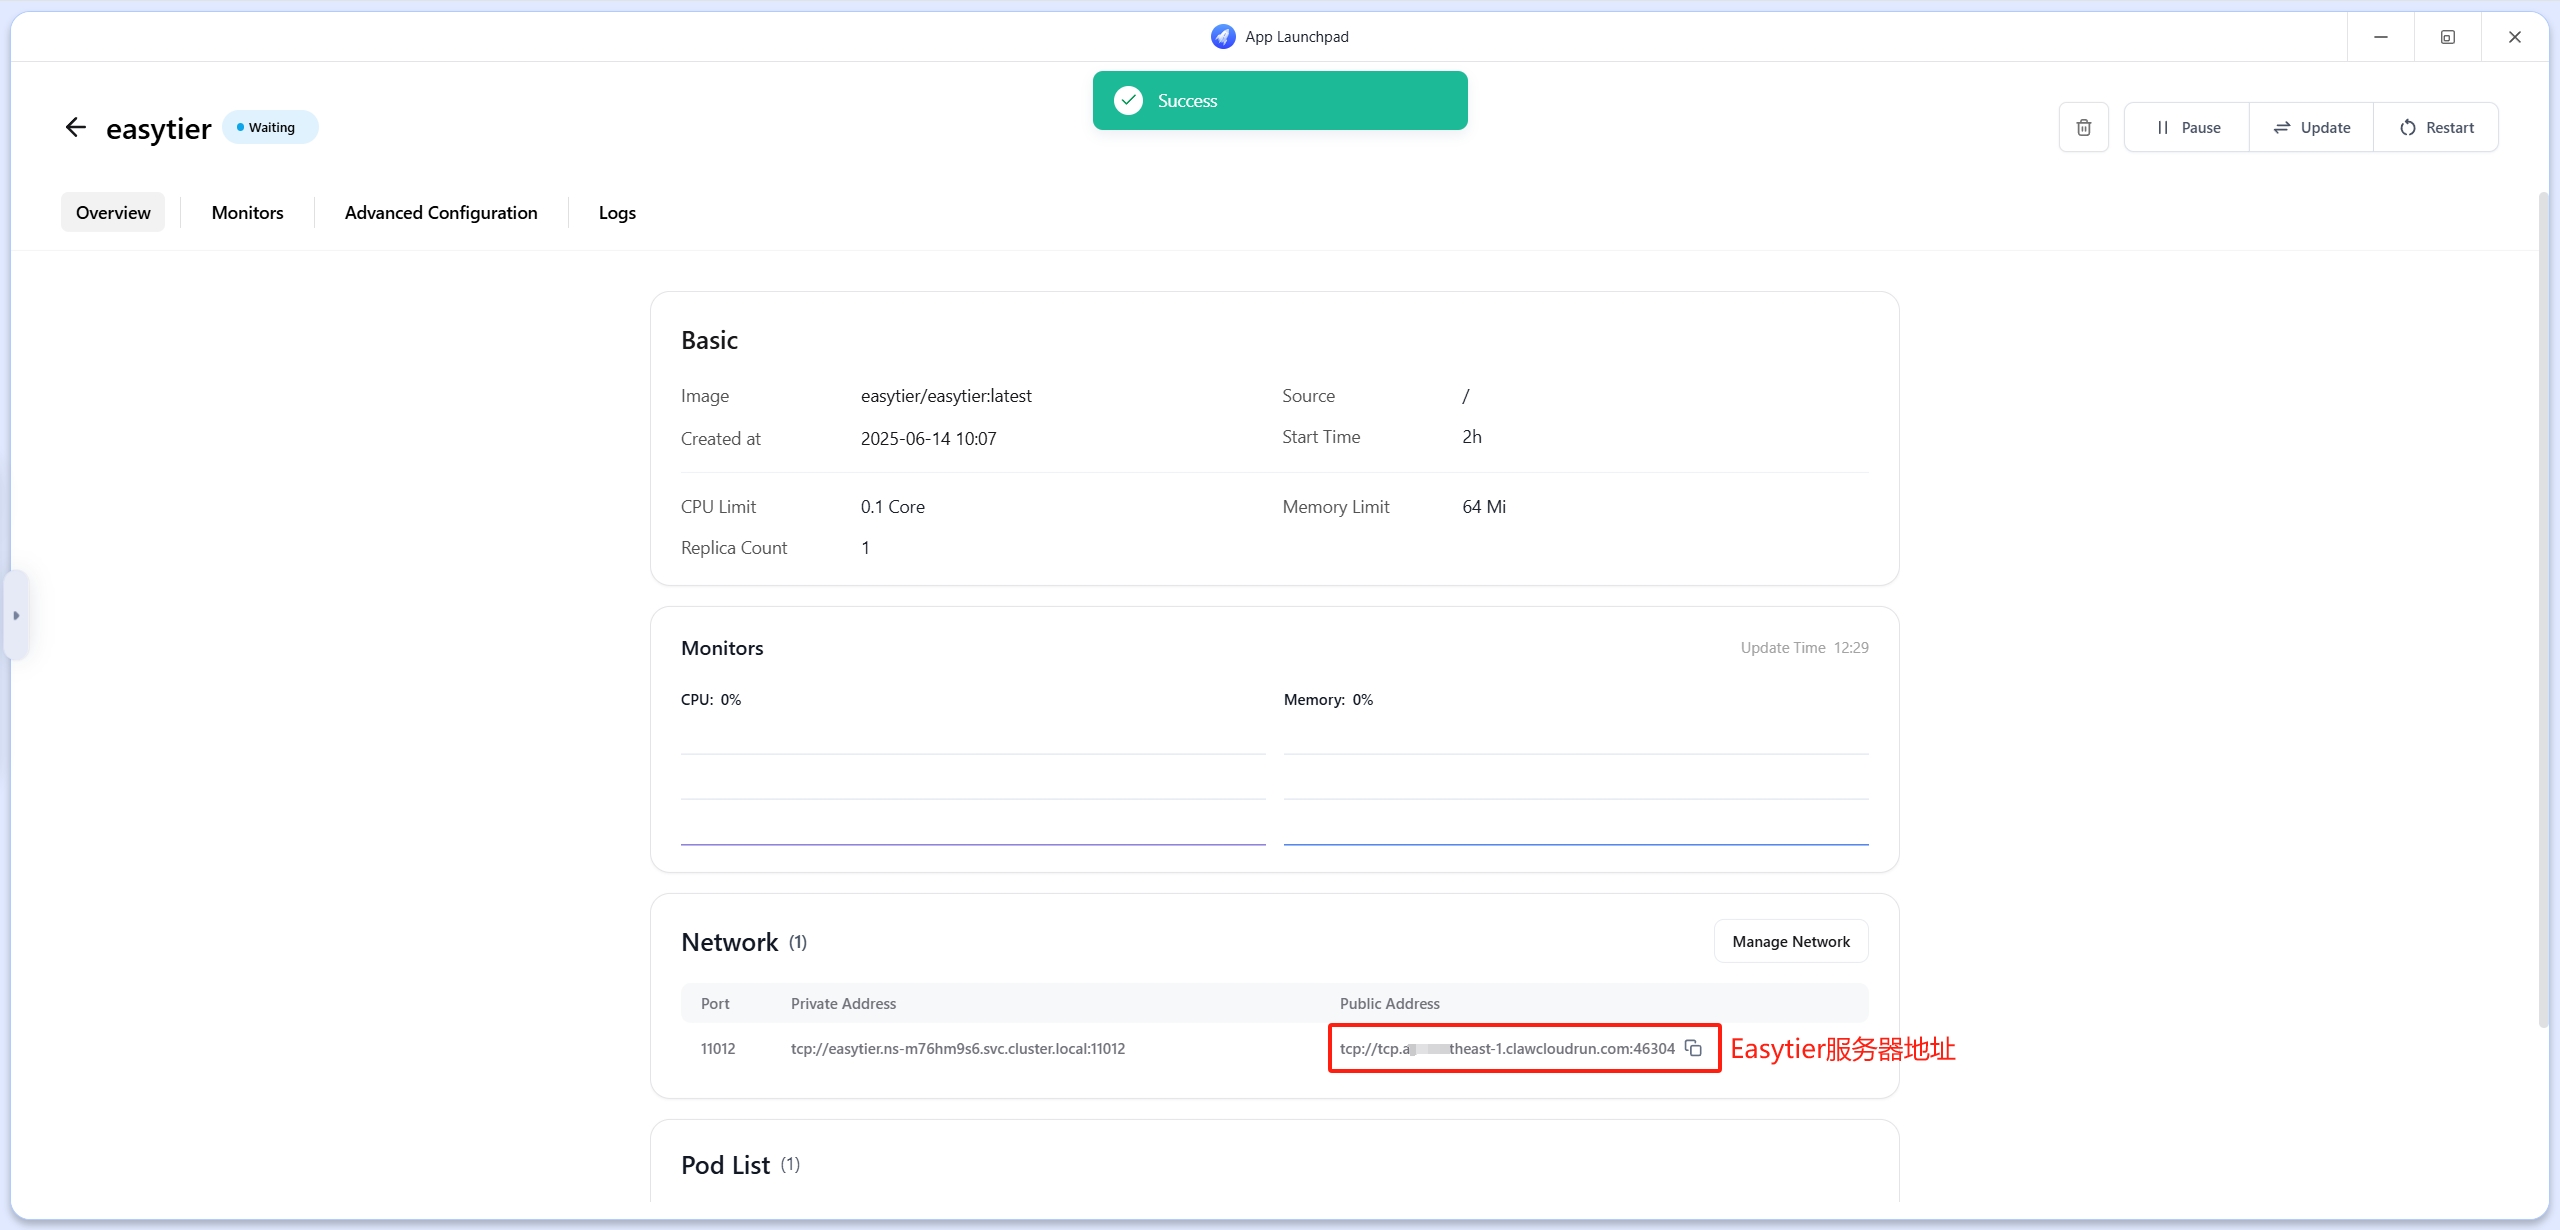 App Launchpad
Success
easytier
Waiting
Pause
Update
Restart
Overview
Monitors
Advanced Configuration
Logs
Basic
Image easytier/easytier:latest
Source /
Created at 2025-06-14 10:07
Start Time 2h
CPU Limit 0.1 Core
Memory Limit 64 Mi
Replica Count 1
Monitors
Update Time 12:29
CPU: 0%
Memory: 0%
Network (1)
Manage Network
Port Private Address Public Address
11012 tcp://easytier.ns-m76hm9s6.svc.cluster.local:11012 tcp://tcp.a theast-1.clawcloudrun.com:46304
Easytier服务器地址
Pod List (1)